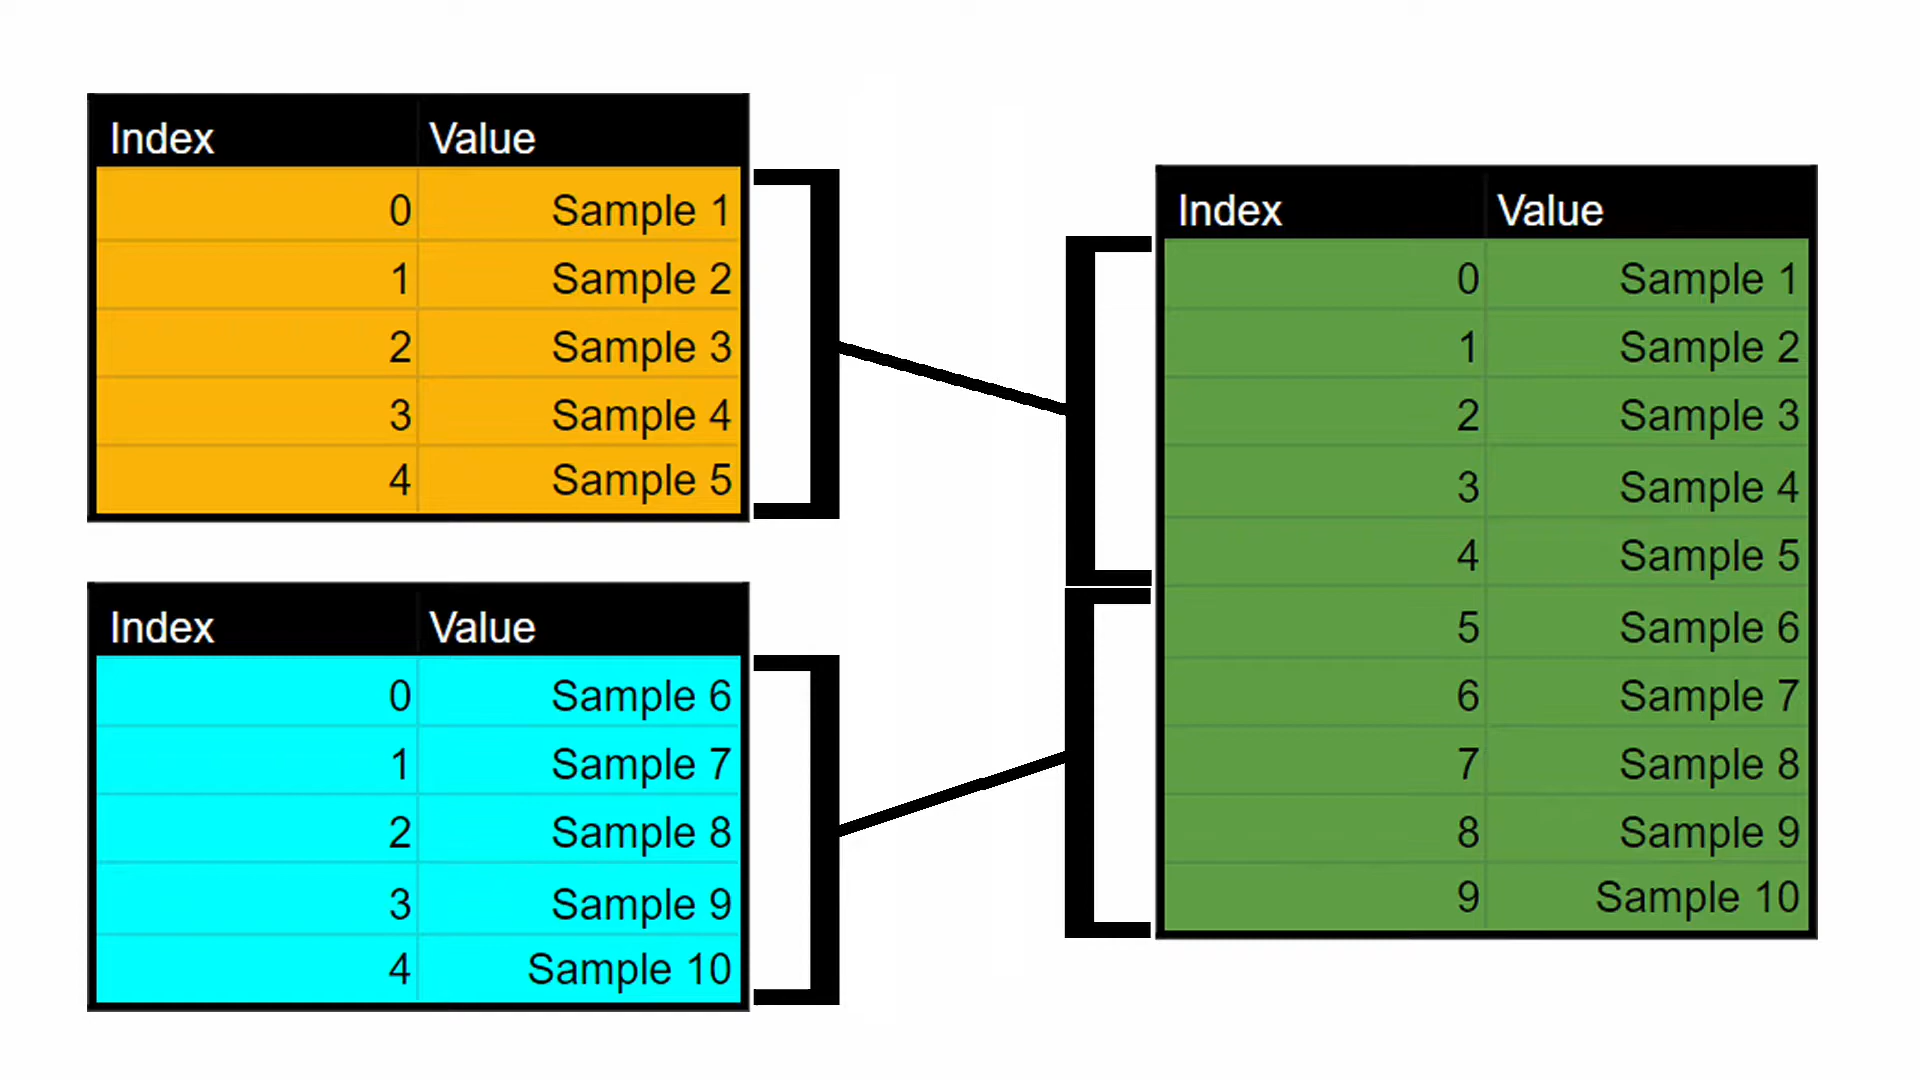 Index Value
0 Sample 1
1 Sample 2
2 Sample 3
3 Sample 4
4 Sample 5
Index Value
0 Sample 6
1 Sample 7
2 Sample 8
3 Sample 9
4 Sample 10
Index Value
0 Sample 1
1 Sample 2
2 Sample 3
3 Sample 4
4 Sample 5
5 Sample 6
6 Sample 7
7 Sample 8
8 Sample 9
9 Sample 10